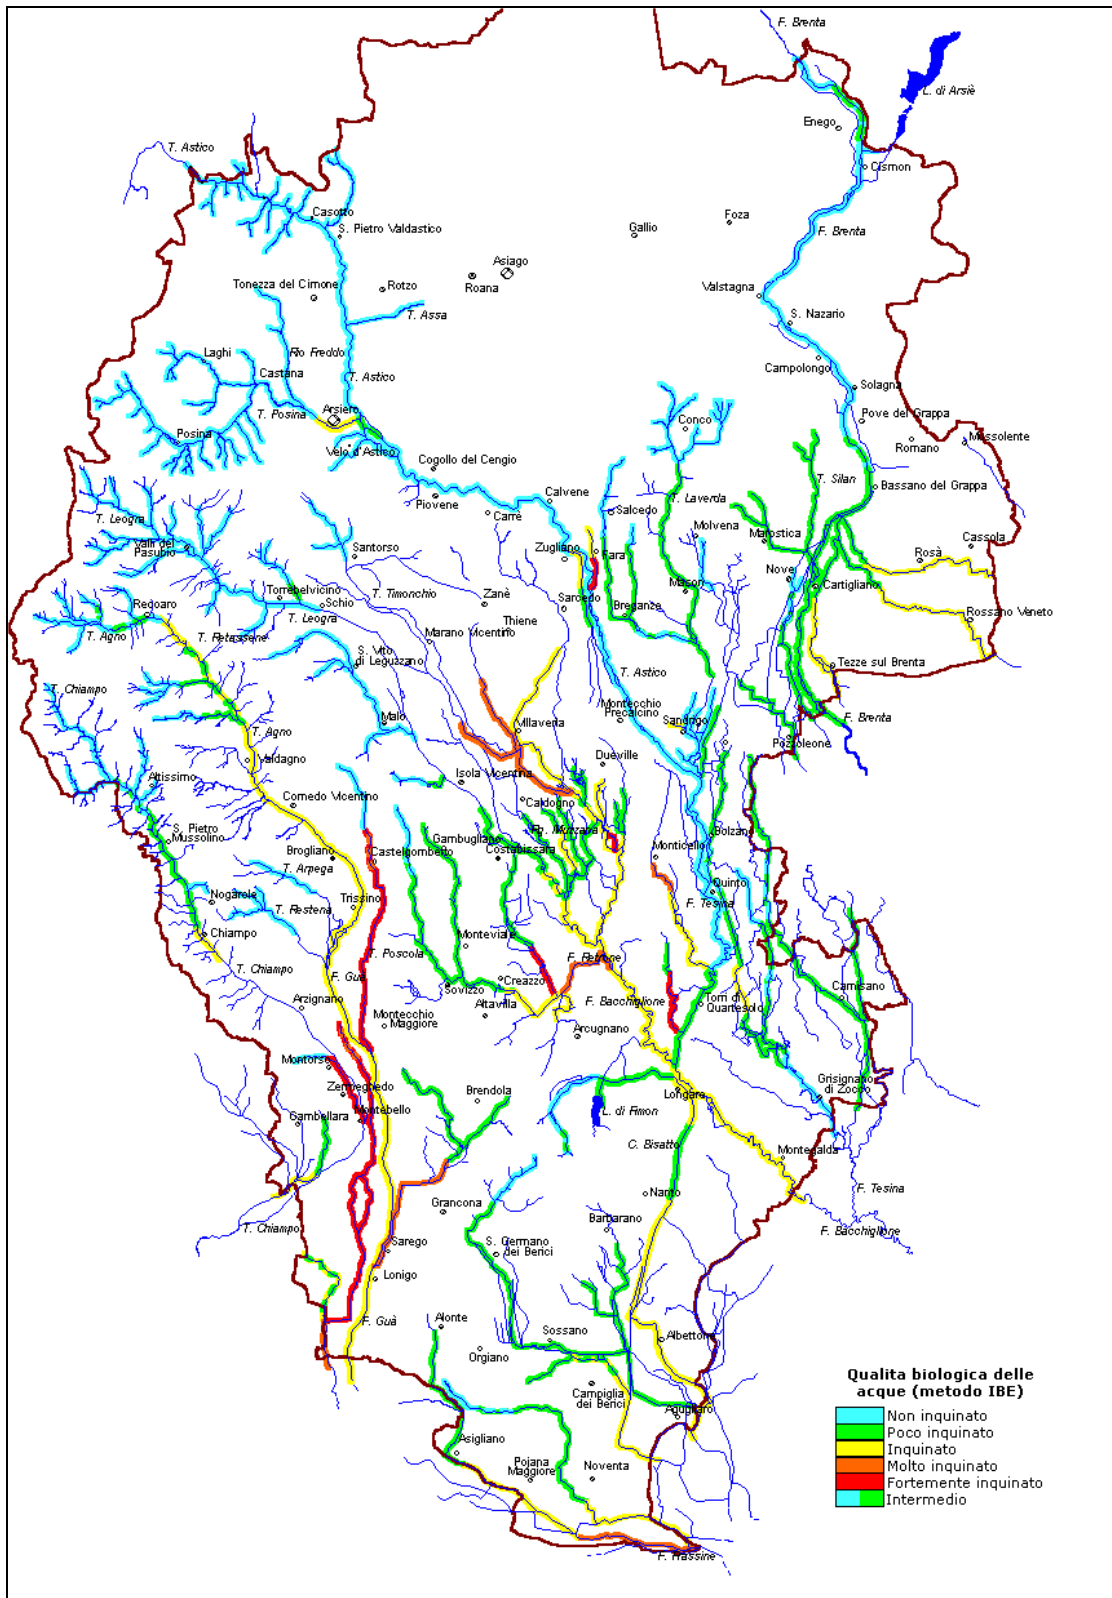 F. Brenta
L. di Arsiè
Enego
T. Astico
Cismon
Casotto
Foza
S. Pietro Valdastico
Gallio
F. Brenta
Asiago
Roana
Tonezza del Cimone
Rotzo
Valstagna
T. Assa
S. Nazario
Laghi
Rio Freddo
Campolongo
Castana
T. Astico
Solagna
Arsiero
T. Posina
Pove del Grappa
Conco
Posina
Romano
Mussolente
Velo d'Astico
Cogollo del Cengio
T. Silan
Bassano del Grappa
Calvene
T. Laverda
Piovene
Carrè
Salcedo
T. Leogra
Molvena
Marostica
Valli del
Pasubio
Santorso
Zugliano
Fara
Cassola
Rosà
Nove
Mason
Cartigliano
Torrebelvicino
Schio
T. Timonchio
Zanè
Sarcedo
Breganze
Recoaro
T. Leogra
Rossano Veneto
Thiene
T. Agno
Marano Vicentino
S. Vito
di Leguzzano
Tezze sul Brenta
T. Astico
T. Chiampo
Montecchio
Precalcino
Malo
Sandrigo
F. Brenta
T. Agno
Villaverla
Pozzoleone
Valdagno
Dueville
Altissimo
Isola Vicentina
Cornedo Vicentino
Caldogno
S. Pietro
Mussolino
Gambugliano
Bolzano
Brogliano
Castelgomberto
Costabissara
Monticello
T. Arpega
Nogarole
Trissino
Quinto
T. Restena
F. Tesina
Chiampo
Monteviale
T. Poscola
F. Retrone
T. Chiampo
F. Guà
Creazzo
Sovizzo
Camisano
Arzignano
Altavilla
F. Bacchiglione
Torri di
Quartesolo
Montecchio
Maggiore
Arcugnano
Montorso
Grisignano
di Zocco
Zermeghedo
Brendola
Longare
Gambellara
Montebello
L. di Fimon
C. Bisatto
Montegalda
F. Tesina
Nanto
Grancona
T. Chiampo
Barbarano
F. Bacchiglione
Sarego
S. Germano
dei Berici
Lonigo
F. Guà
Alonte
Sossano
Albettone
Orgiano
Campiglia
dei Berici
Agugliaro
Asigliano
Pojana
Maggiore
Noventa
F. Frassine
Qualita biologica delle
acque (metodo IBE)
Non inquinato
Poco inquinato
Inquinato
Molto inquinato
Fortemente inquinato
Intermedio